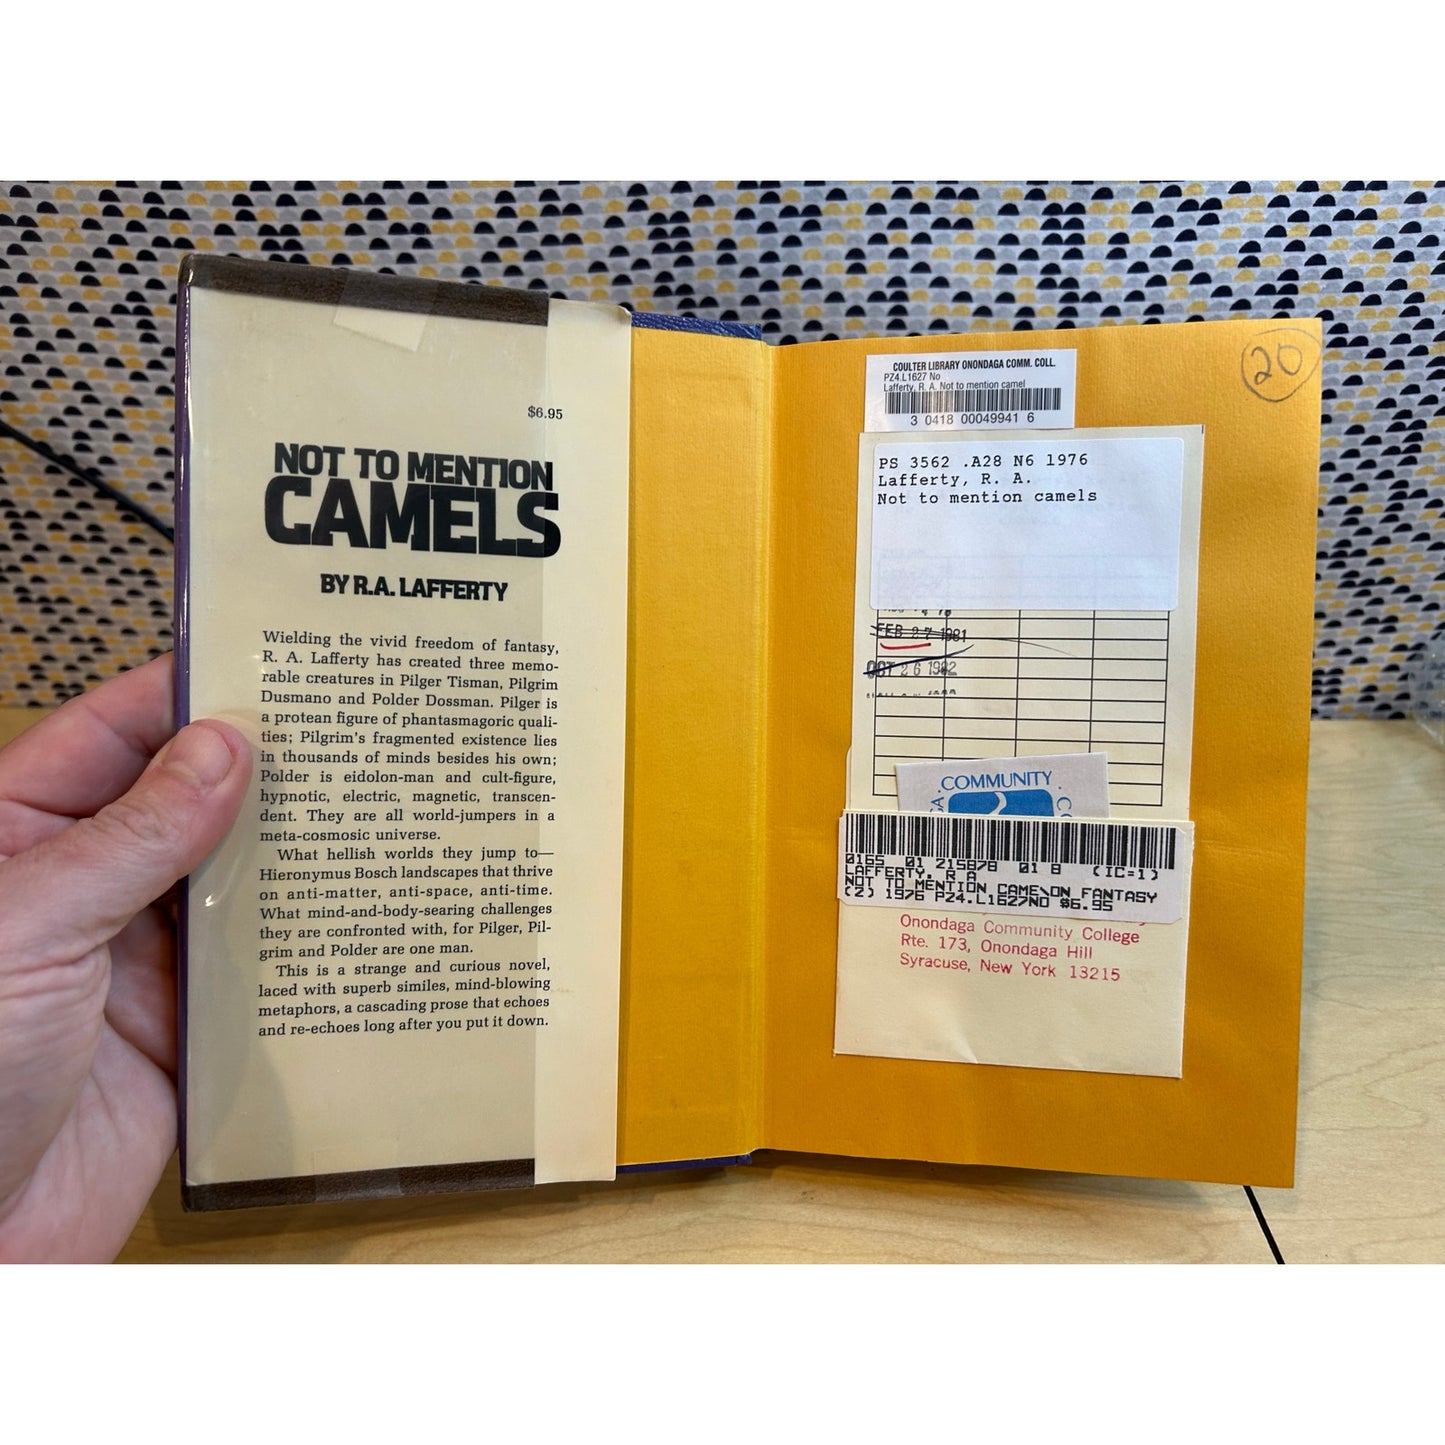 $6.95
NOT TO MENTION
CAMELS
BY R.A. LAFFERTY
Wielding the vivid freedom of fantasy,
R. A. Lafferty has created three memo-
rable creatures in Pilger Tisman, Pilgrim
Dusmano and Polder Dossman. Pilger is
a protean figure of phantasmagoric quali-
ties; Pilgrim's fragmented existence lies
in thousands of minds besides his own;
Polder is eidolon-man and cult-figure,
hypnotic, electric, magnetic, transcen-
dent. They are all world-jumpers in a
meta-cosmosic universe.
What hellish worlds they jump to—
Hieronymus Bosch landscapes that thrive
on anti-matter, anti-space, anti-time.
What mind-and-body-searing challenges
they are confronted with, for Pilger, Pil-
grim and Polder are one man.
This is a strange and curious novel,
laced with superb similes, mind-blowing
metaphors, a cascading prose that echoes
and re-echoes long after you put it down.
20
COULTER LIBRARY ONONDAGA COMM. COLL.
PZ4.L1627 No
Lafferty, R. A. Not to mention camel
3 0418 00049941 6
PS 3562 .A28 N6 1976
Lafferty, R. A.
Not to mention camels
FEB 27 1981
OCT 26 1982
COMMUNITY
0165 01 215878 01 8 (IC=1)
LAFFERTY, R A
NOT TO MENTION CAME\ON FANTASY
(2) 1976 PZ4.L1627NO $6.95
Onondaga Community College
Rte. 173, Onondaga Hill
Syracuse, New York 13215